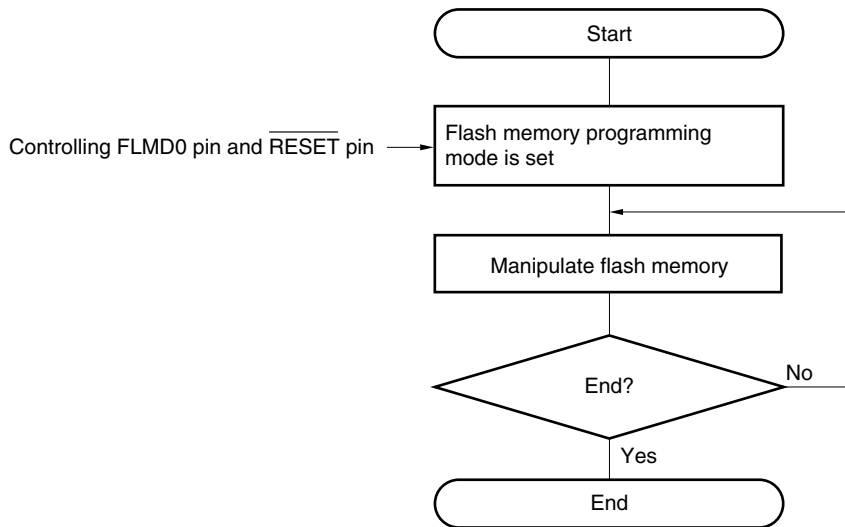 Start
Controlling FLMD0 pin and RESET pin
Flash memory programming
mode is set
Manipulate flash memory
End?
No
Yes
End